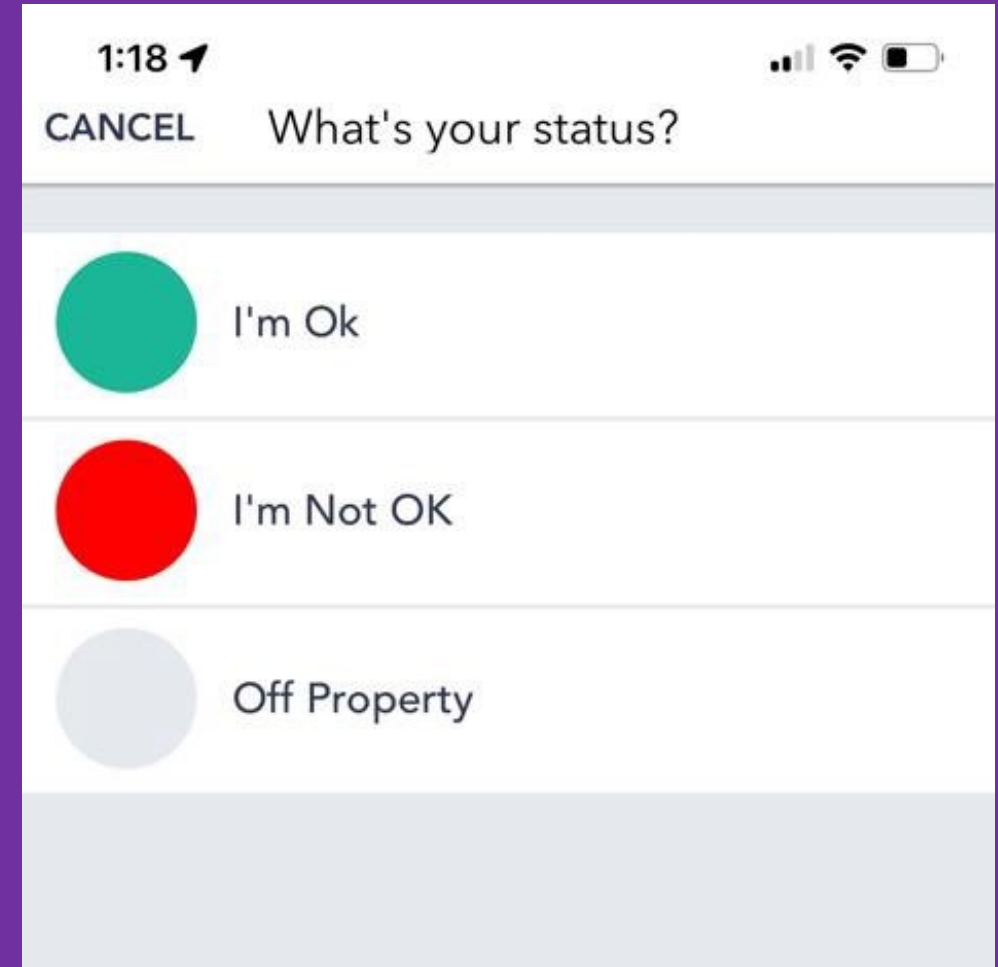 1:18
CANCEL What's your status?
I'm Ok
I'm Not OK
Off Property